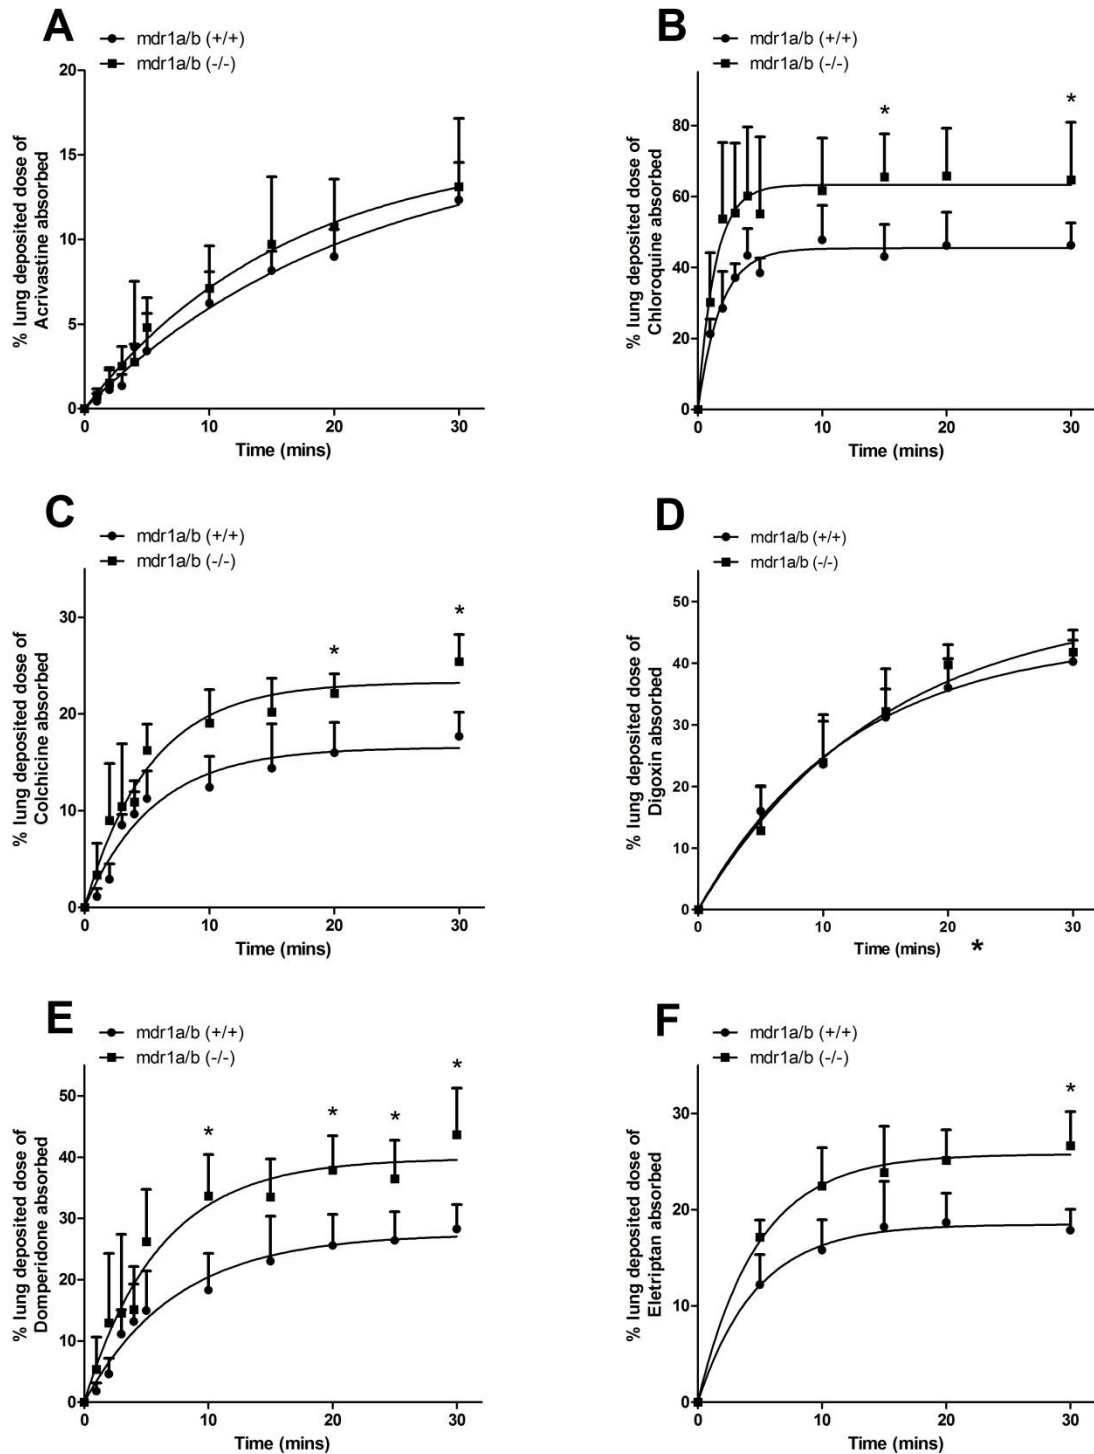 A
mdr1a/b (+/+)
mdr1a/b (-/-)
% lung deposited dose of
Acrivastine absorbed
20
15
10
5
0
0 10 20 30
Time (mins)
B
mdr1a/b (+/+)
mdr1a/b (-/-)
% lung deposited dose of
Chloroquine absorbed
* *
80
60
40
20
0
0 10 20 30
Time (mins)
C
mdr1a/b (+/+)
mdr1a/b (-/-)
% lung deposited dose of
Colchicine absorbed
* *
30
20
10
0
0 10 20 30
Time (mins)
D
mdr1a/b (+/+)
mdr1a/b (-/-)
% lung deposited dose of
Digoxin absorbed
50
40
30
20
10
0
0 10 20 30
Time (mins) *
E
mdr1a/b (+/+)
mdr1a/b (-/-)
% lung deposited dose of
Domperidone absorbed
* * * *
50
40
30
20
10
0
0 10 20 30
Time (mins)
F
mdr1a/b (+/+)
mdr1a/b (-/-)
% lung deposited dose of
Eletriptan absorbed
*
30
20
10
0
0 10 20 30
Time (mins)